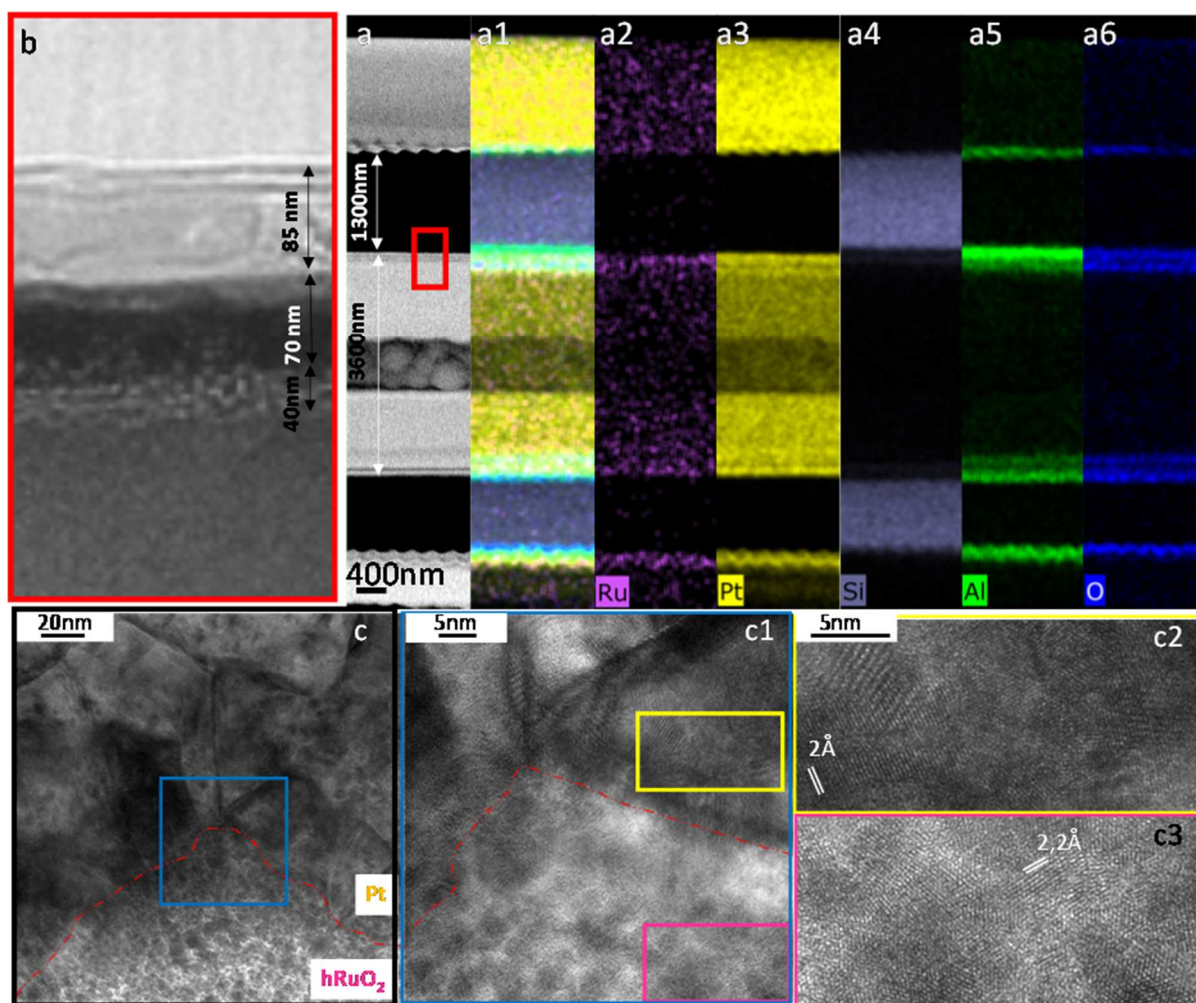 b
85 nm
70 nm
40nm
a
a1
a2
a3
a4
a5
a6
1300nm
3600nm
400nm
Ru
Pt
Si
Al
O
20nm
c
Pt
hRuO₂
5nm
c1
5nm
c2
2Å
c3
2,2Å